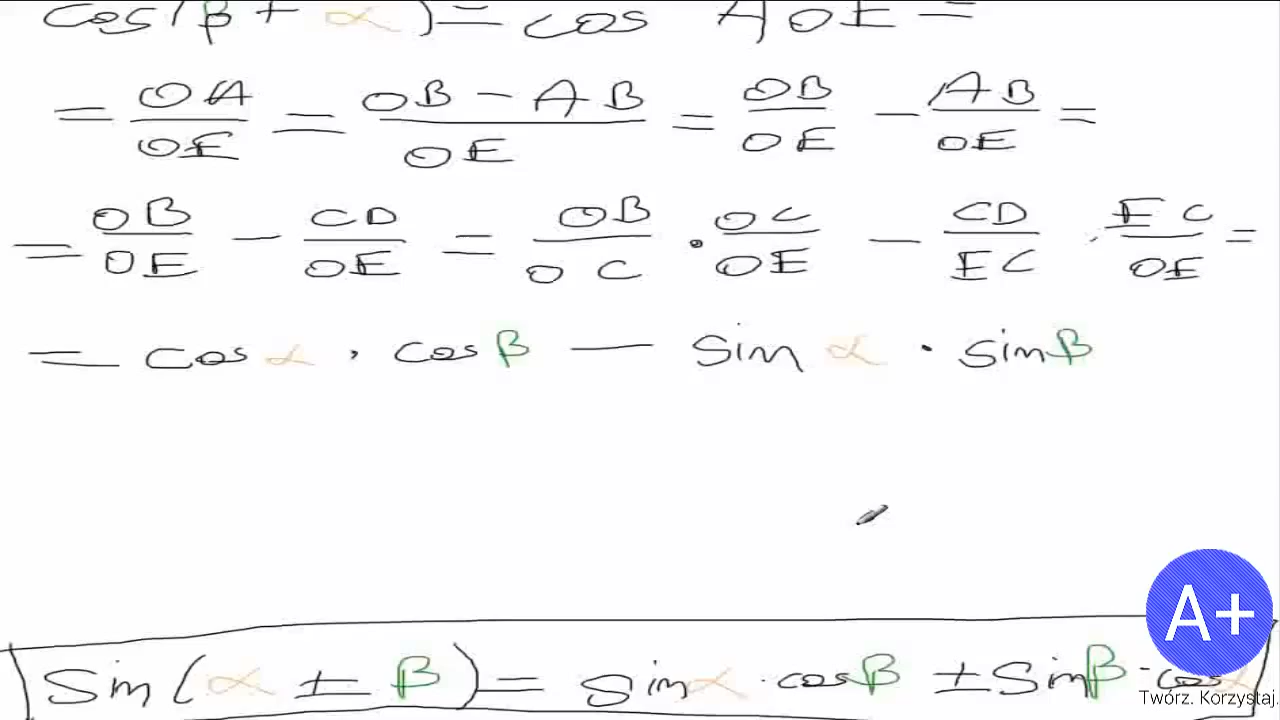 cos(β + α) = cos AOE =
= OA/OE = (OB - AB)/OE = OB/OE - AB/OE =
= OB/OE - CD/OE = OB/OC · OC/OE - CD/EC · EC/OE =
= cos α · cos β - sin α · sin β
sin(α ± β) = sin α · cos β ± sin β · cos α
A+
Twórz. Korzystaj